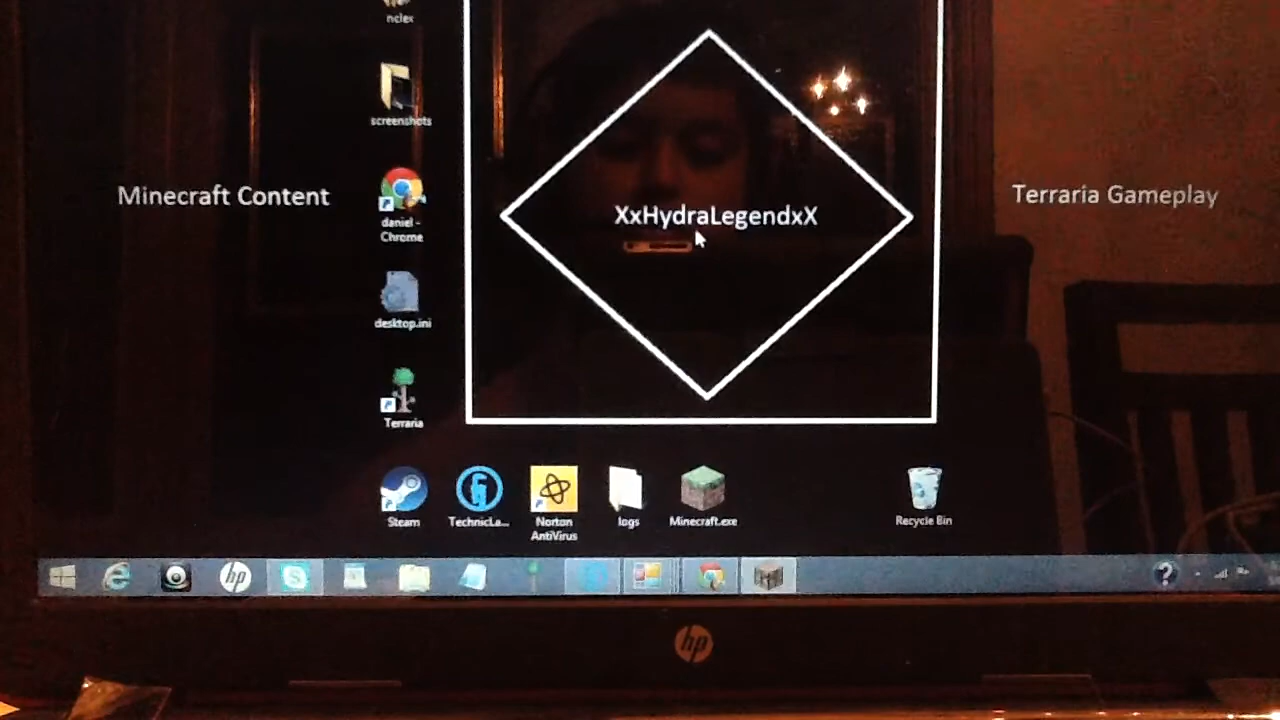 nclex
screenshots
Minecraft Content
XxHydraLegendxX
Terraria Gameplay
daniel -
Chrome
desktop.ini
Terraria
Steam
TechnicLa...
Norton
AntiVirus
logs
Minecraft.exe
Recycle Bin
hp
?
hp